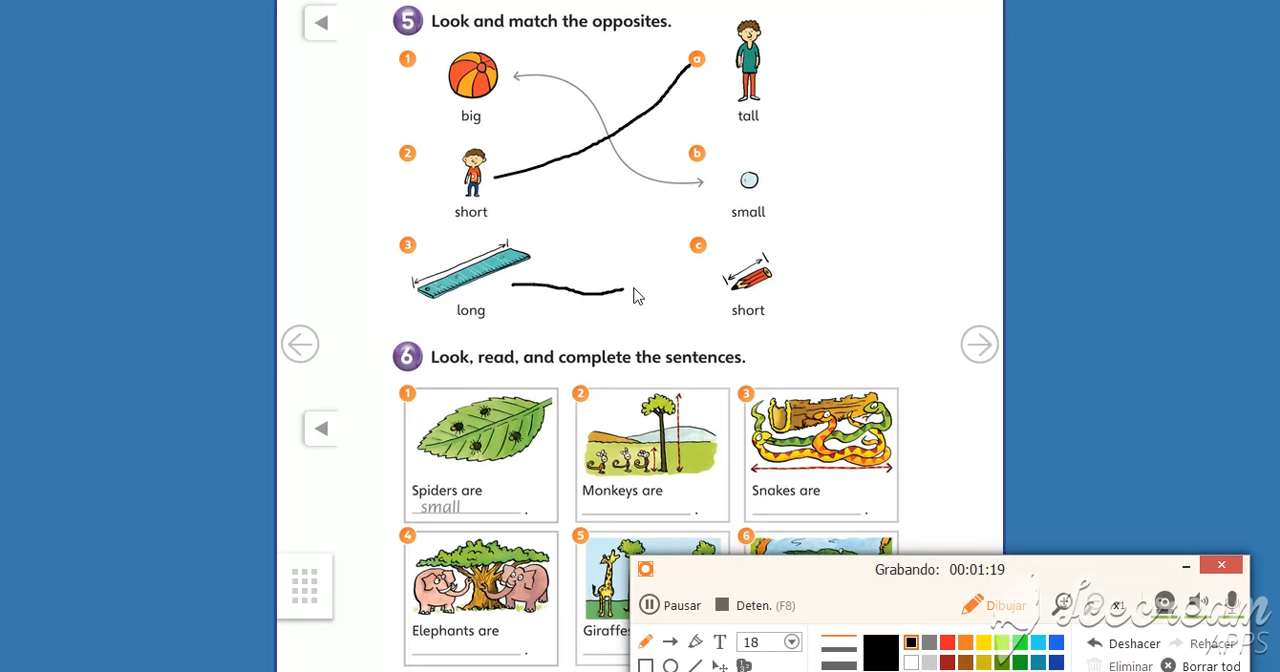 5 Look and match the opposites.
1 a
big tall
2 b
short small
3 c
long short
6 Look, read, and complete the sentences.
1 2 3
Spiders are Monkeys are Snakes are
small . . .
4 5 6
Elephants are Giraffes
.
Grabando: 00:01:19
Pausar Deten. (F8) Dibujar x1
T 18
Deshacer Rehacer
Eliminar Borrar tod
Icecream
APPS